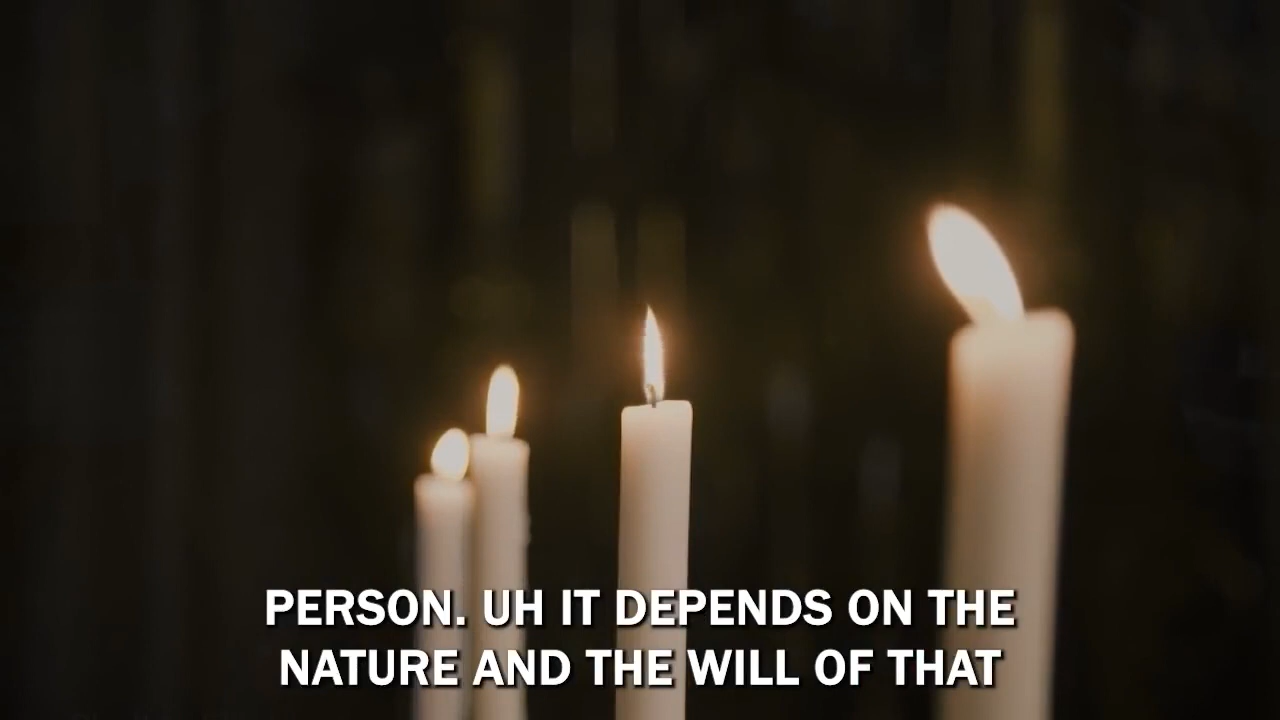 PERSON. UH IT DEPENDS ON THE
NATURE AND THE WILL OF THAT